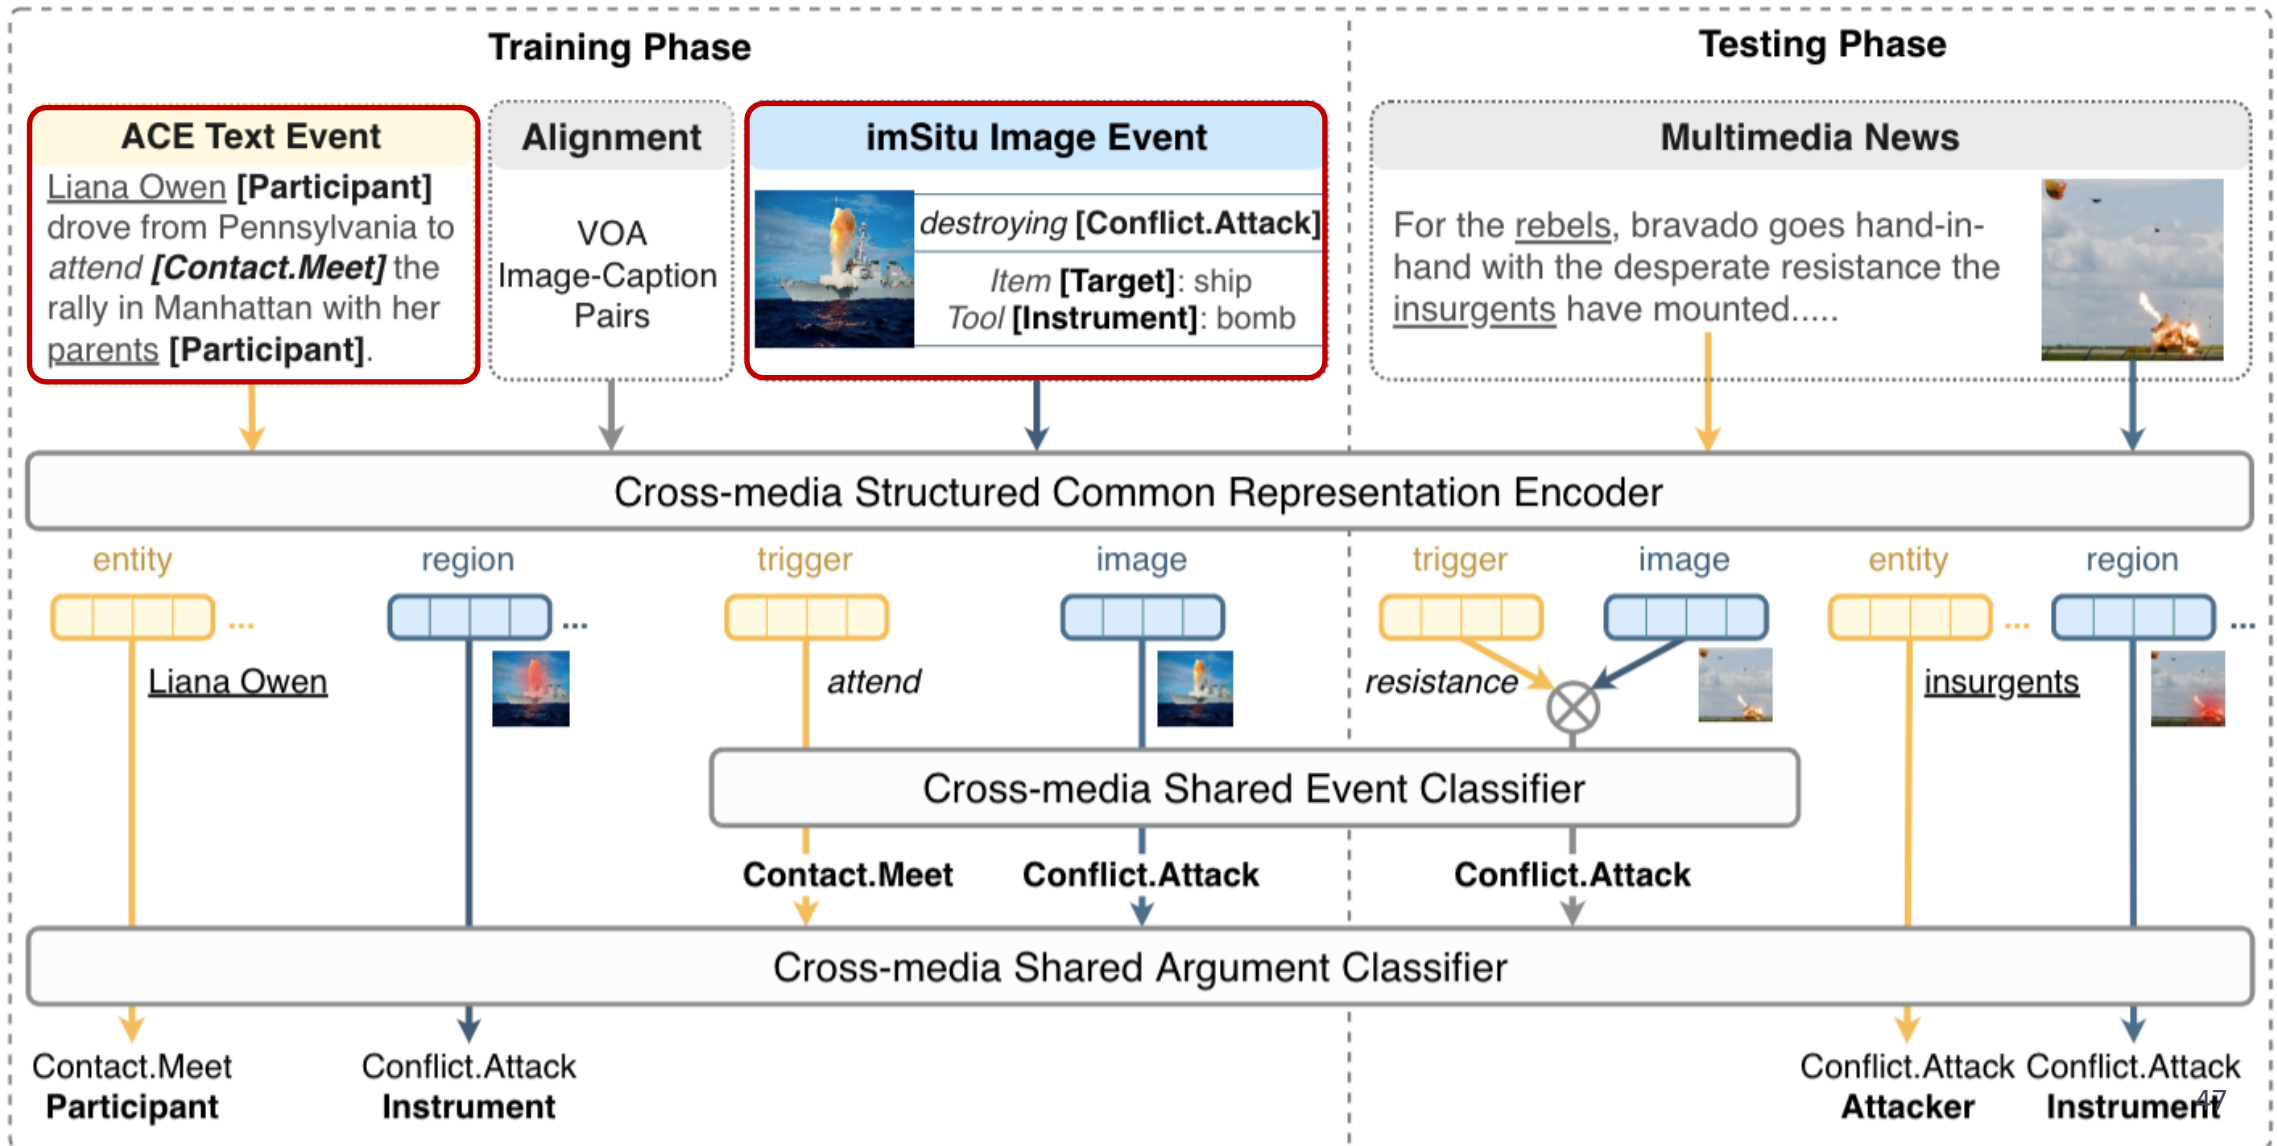 Training Phase
Testing Phase
ACE Text Event
Liana Owen [Participant]
drove from Pennsylvania to
attend [Contact.Meet] the
rally in Manhattan with her
parents [Participant].
Alignment
VOA
Image-Caption
Pairs
imSitu Image Event
destroying [Conflict.Attack]
Item [Target]: ship
Tool [Instrument]: bomb
Multimedia News
For the rebels, bravado goes hand-in-
hand with the desperate resistance the
insurgents have mounted.....
Cross-media Structured Common Representation Encoder
entity
region
trigger
image
trigger
image
entity
region
...
...
...
...
Liana Owen
attend
resistance
insurgents
Cross-media Shared Event Classifier
Contact.Meet
Conflict.Attack
Conflict.Attack
Cross-media Shared Argument Classifier
Contact.Meet
Participant
Conflict.Attack
Instrument
Conflict.Attack
Attacker
Conflict.Attack
Instrument
47